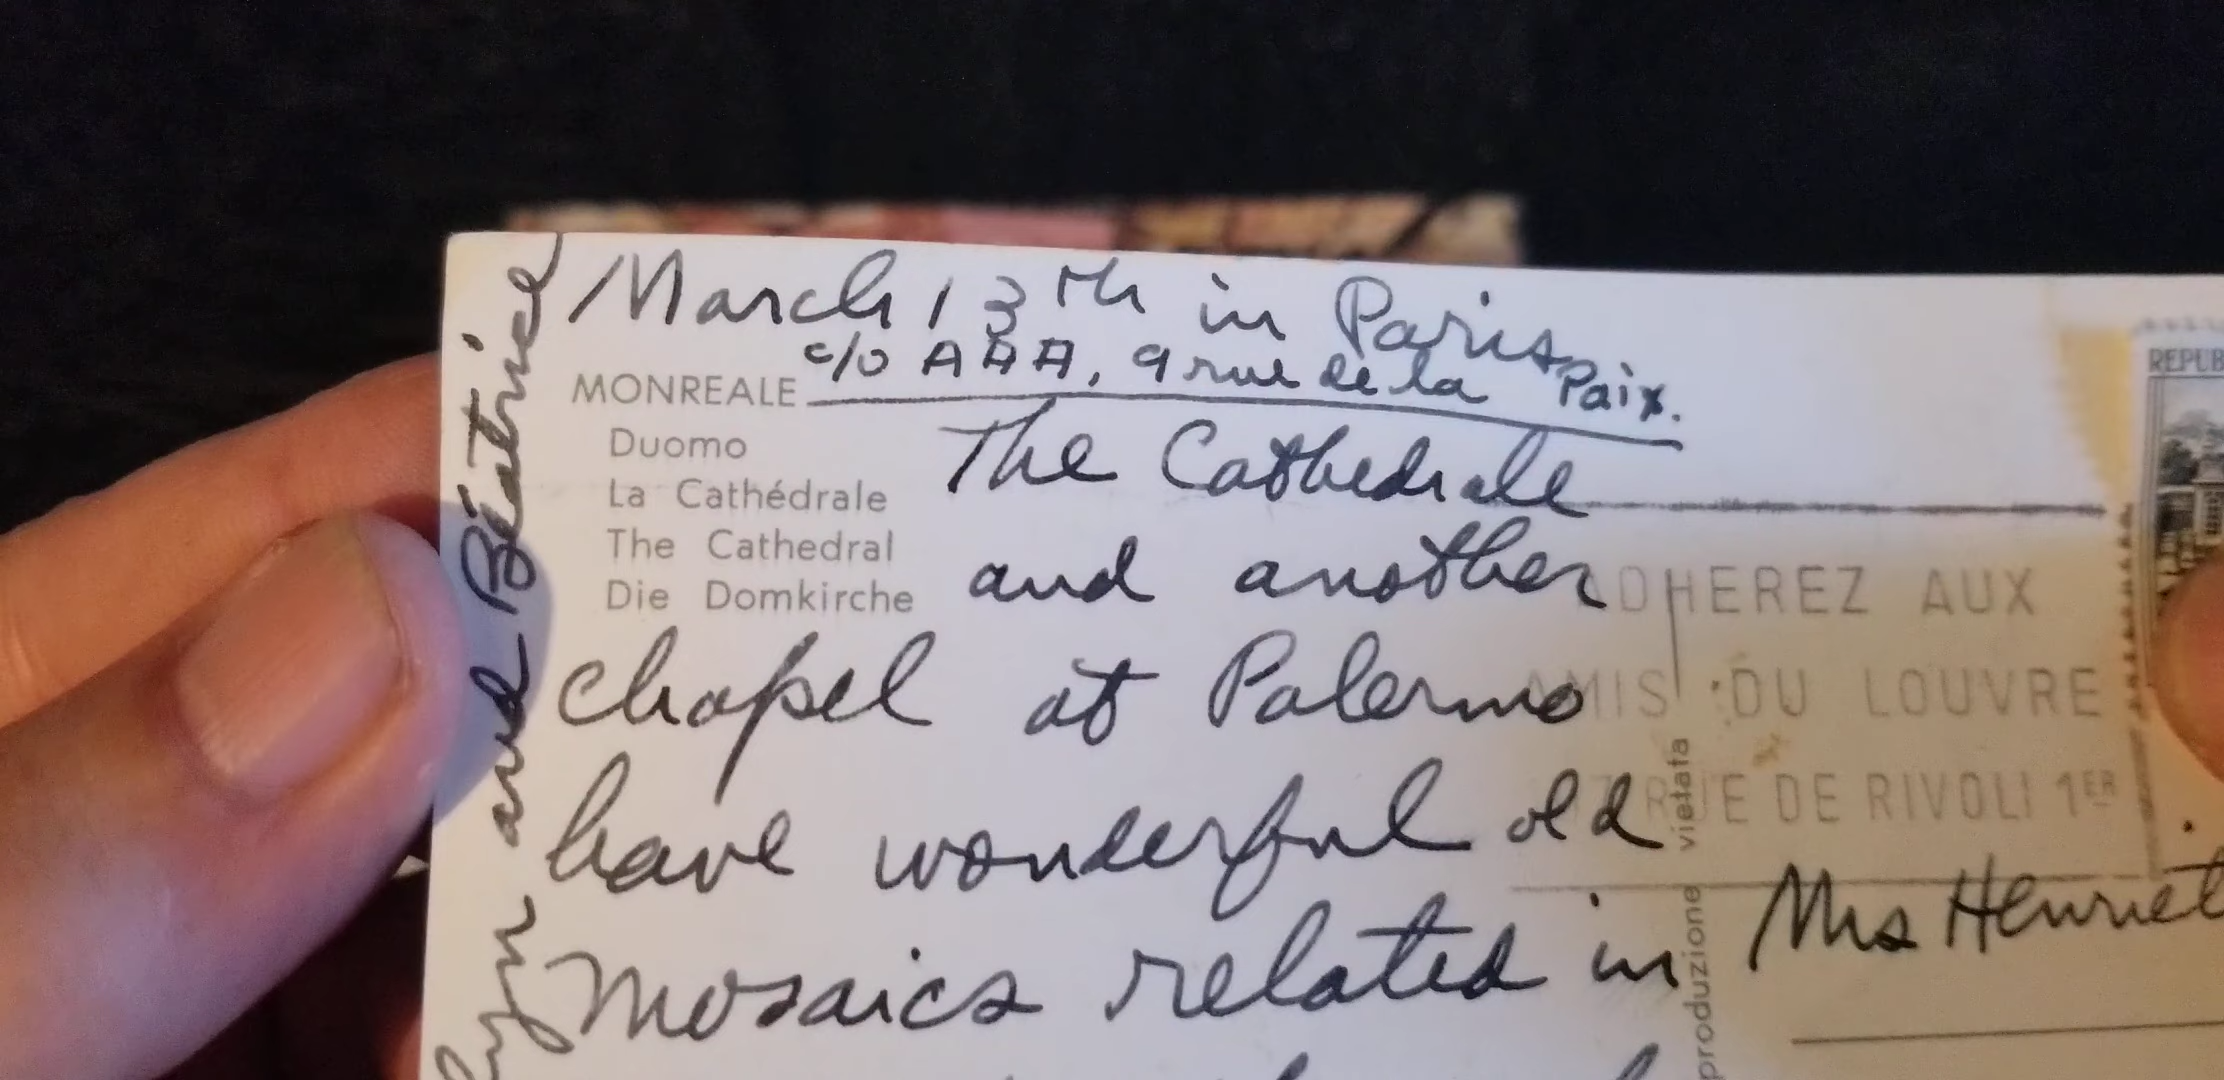 March 13th in Paris
c/o AAA, 9 rue de la Paix.
MONREALE
Duomo
La Cathédrale
The Cathedral
Die Domkirche
The Cathedrale
and another
chapel at Palermo
have wonderful old
Mosaics related in
and Béatrice
REPUB
ADHEREZ AUX
AMIS DU LOUVRE
RUE DE RIVOLI 1ER
produzione vietata
Mrs Henriet